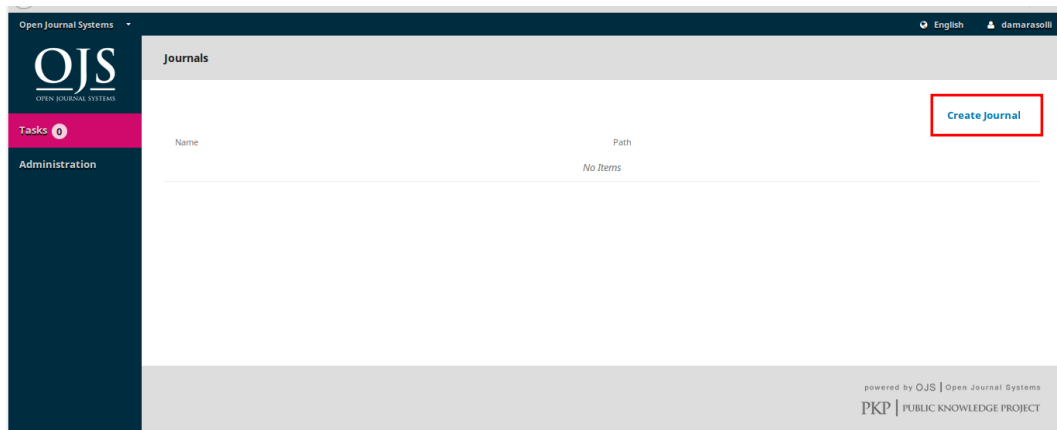 Open Journal Systems
English
damarasolli
OJS
OPEN JOURNAL SYSTEMS
Journals
Create Journal
Tasks 0
Name Path
Administration
No Items
powered by OJS | Open Journal Systems
PKP | PUBLIC KNOWLEDGE PROJECT